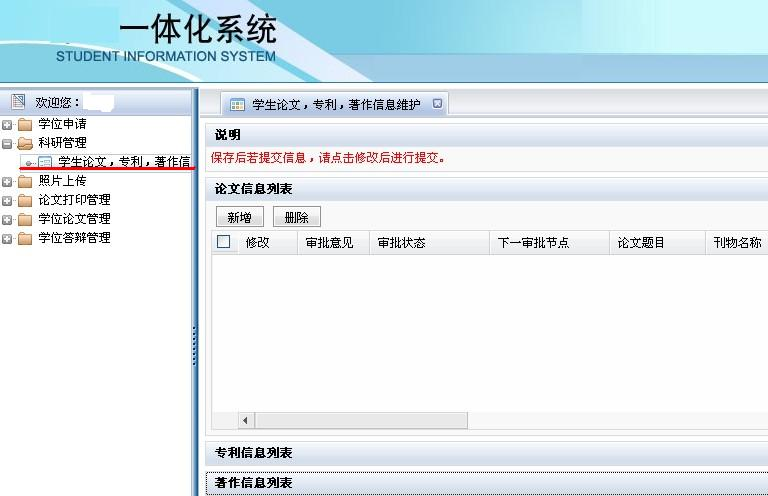 一体化系统
STUDENT INFORMATION SYSTEM
欢迎您：
学位申请
科研管理
学生论文，专利，著作信
照片上传
论文打印管理
学位论文管理
学位答辩管理
学生论文，专利，著作信息维护
说明
保存后若提交信息，请点击修改后进行提交。
论文信息列表
新增 删除
修改 审批意见 审批状态 下一审批节点 论文题目 刊物名称
专利信息列表
著作信息列表